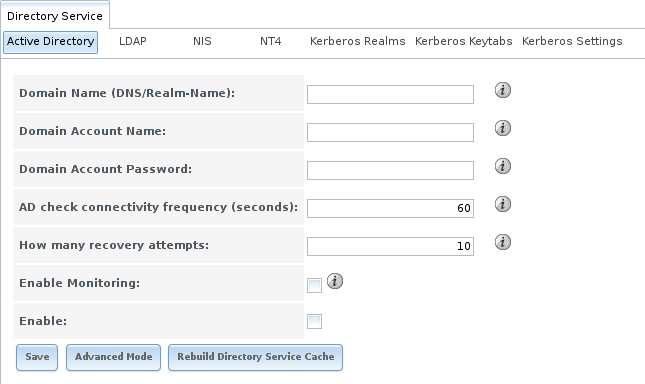 Directory Service
Active Directory LDAP NIS NT4 Kerberos Realms Kerberos Keytabs Kerberos Settings
Domain Name (DNS/Realm-Name): i
Domain Account Name: i
Domain Account Password: i
AD check connectivity frequency (seconds): 60 i
How many recovery attempts: 10 i
Enable Monitoring: i
Enable:
Save Advanced Mode Rebuild Directory Service Cache